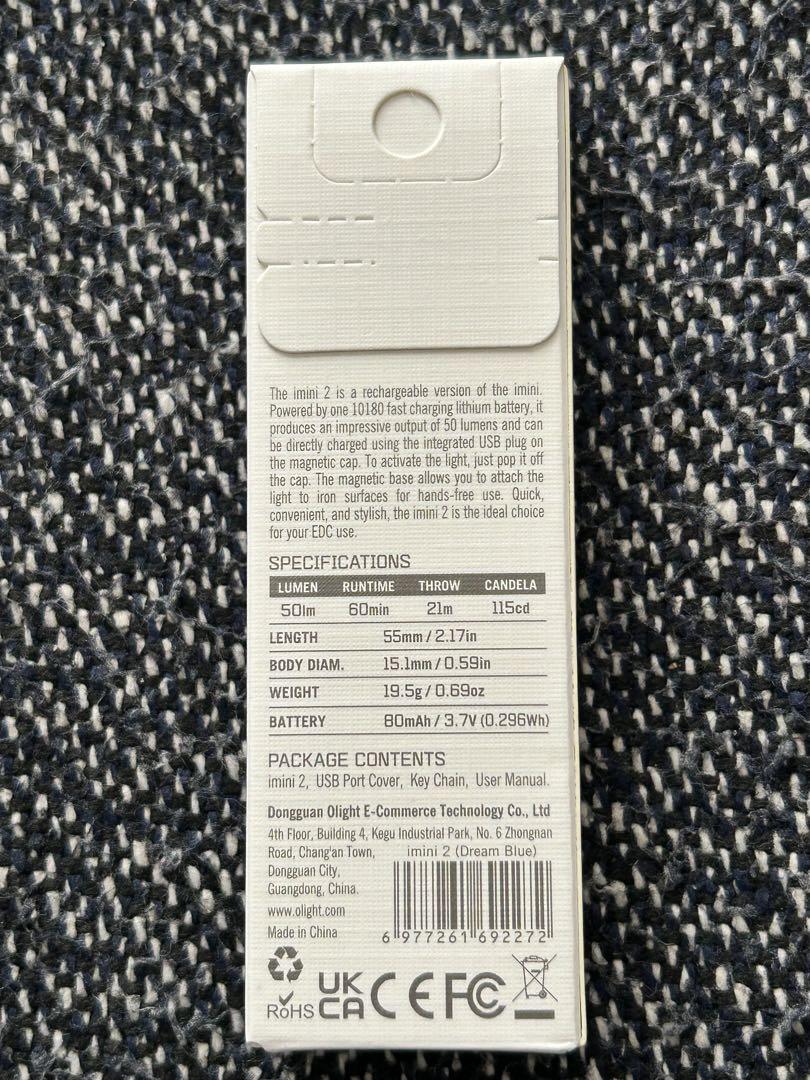 The imini 2 is a rechargeable version of the imini.
Powered by one 10180 fast charging lithium battery, it
produces an impressive output of 50 lumens and can
be directly charged using the integrated USB plug on
the magnetic cap. To activate the light, just pop it off
the cap. The magnetic base allows you to attach the
light to iron surfaces for hands-free use. Quick,
convenient, and stylish, the imini 2 is the ideal choice
for your EDC use.
SPECIFICATIONS
LUMEN RUNTIME THROW CANDELA
50lm 60min 21m 115cd
LENGTH 55mm / 2.17in
BODY DIAM. 15.1mm / 0.59in
WEIGHT 19.5g / 0.69oz
BATTERY 80mAh / 3.7V (0.296Wh)
PACKAGE CONTENTS
imini 2, USB Port Cover, Key Chain, User Manual.
Dongguan Olight E-Commerce Technology Co., Ltd
4th Floor, Building 4, Kegu Industrial Park, No. 6 Zhongnan
Road, Chang'an Town,
Dongguan City,
Guangdong, China.
www.olight.com
Made in China
imini 2 (Dream Blue)
6 977261 692272
RoHS UK CA CE FC